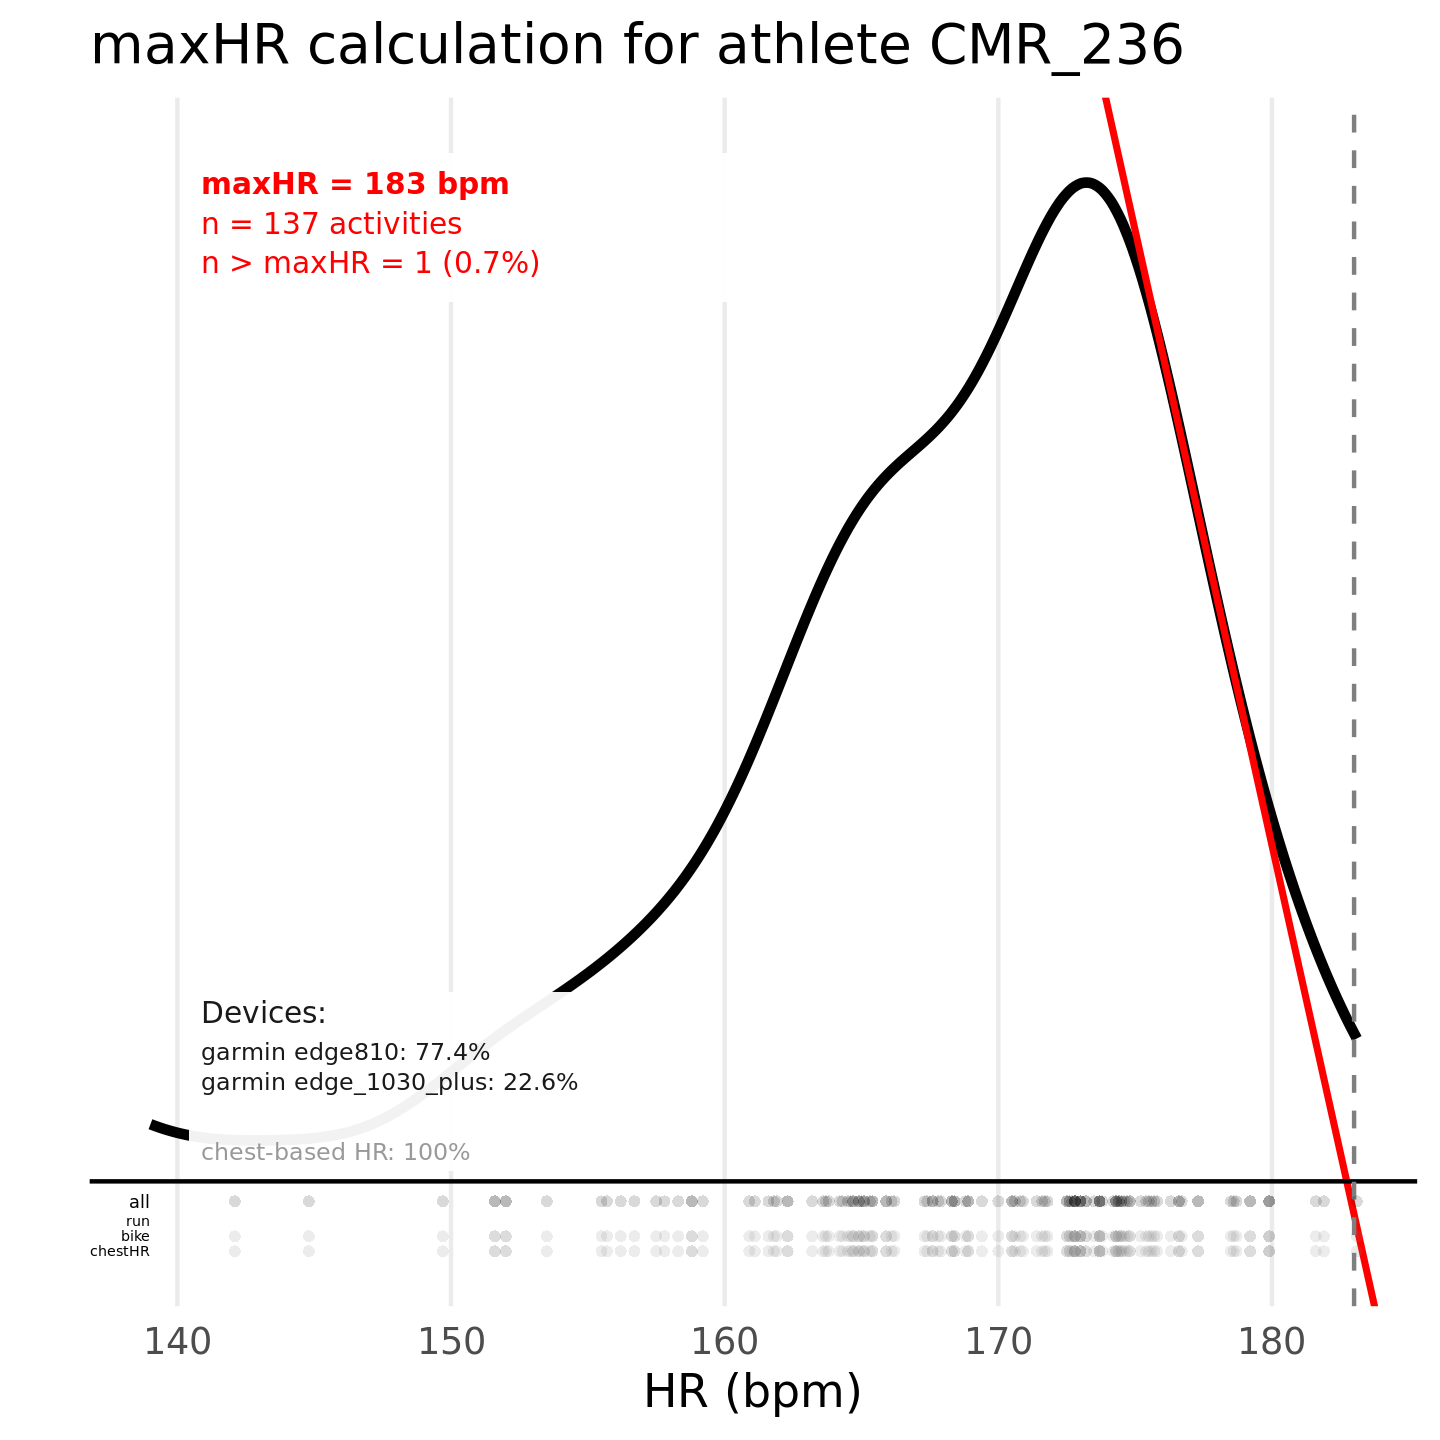 maxHR calculation for athlete CMR_236
maxHR = 183 bpm
n = 137 activities
n > maxHR = 1 (0.7%)
Devices:
garmin edge810: 77.4%
garmin edge_1030_plus: 22.6%
chest-based HR: 100%
all
run
bike
chestHR
140 150 160 170 180
HR (bpm)